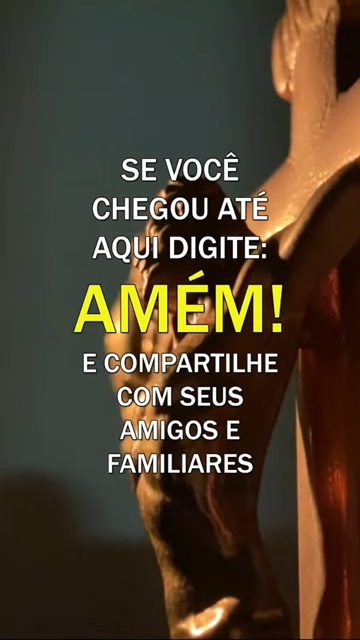 SE VOCÊ
CHEGOU ATÉ
AQUI DIGITE:
AMÉM!
E COMPARTILHE
COM SEUS
AMIGOS E
FAMILIARES